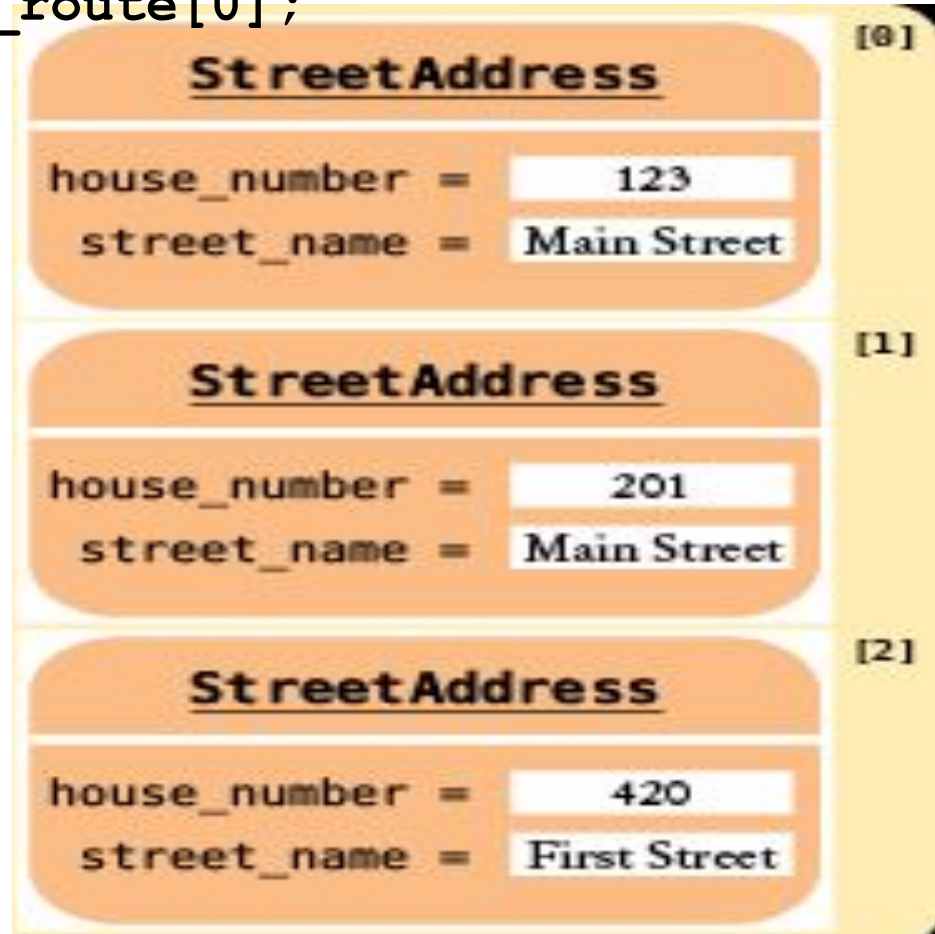 _route[0];
StreetAddress [0]
house_number = 123
street_name = Main Street
StreetAddress [1]
house_number = 201
street_name = Main Street
StreetAddress [2]
house_number = 420
street_name = First Street